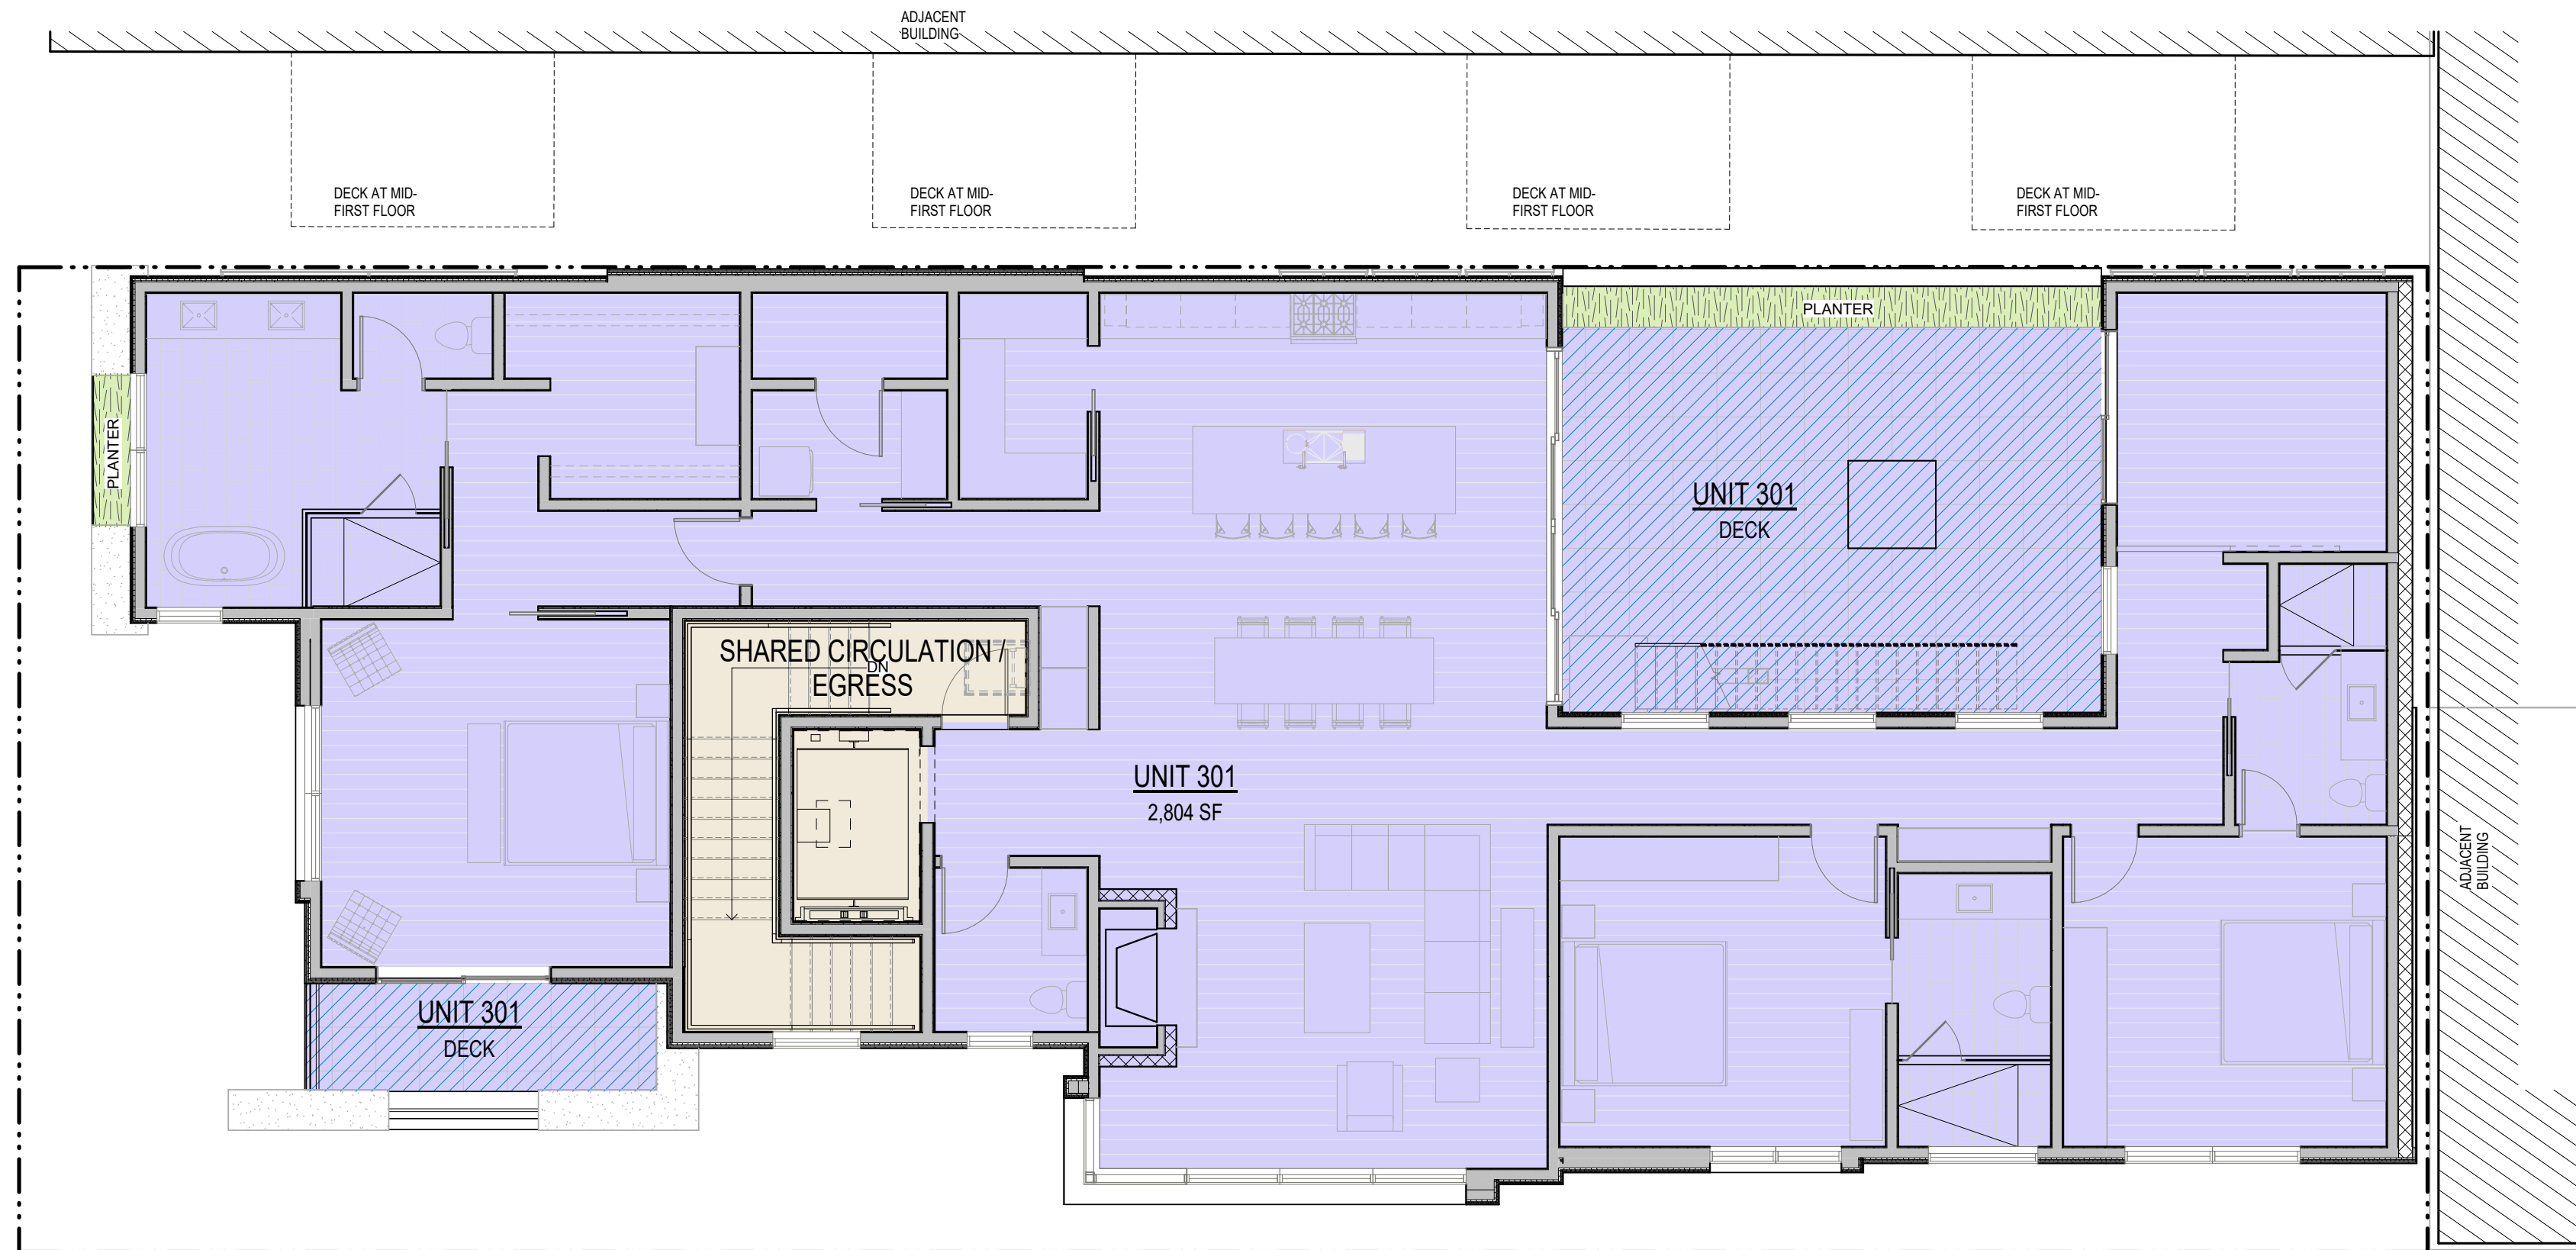 ADJACENT
BUILDING
DECK AT MID-
FIRST FLOOR
DECK AT MID-
FIRST FLOOR
DECK AT MID-
FIRST FLOOR
DECK AT MID-
FIRST FLOOR
PLANTER
PLANTER
UNIT 301
DECK
SHARED CIRCULATION /
DN
EGRESS
UNIT 301
2,804 SF
ADJACENT
BUILDING
UNIT 301
DECK